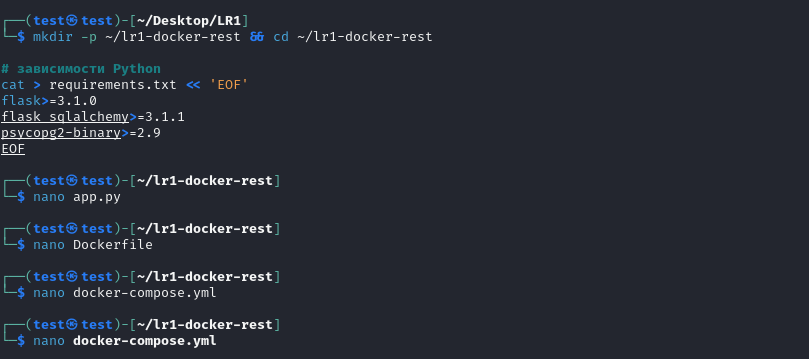 ┌──(test㉿test)-[~/Desktop/LR1]
└─$ mkdir -p ~/lr1-docker-rest && cd ~/lr1-docker-rest
# зависимости Python
cat > requirements.txt << 'EOF'
flask>=3.1.0
flask_sqlalchemy>=3.1.1
psycopg2-binary>=2.9
EOF
┌──(test㉿test)-[~/lr1-docker-rest]
└─$ nano app.py
┌──(test㉿test)-[~/lr1-docker-rest]
└─$ nano Dockerfile
┌──(test㉿test)-[~/lr1-docker-rest]
└─$ nano docker-compose.yml
┌──(test㉿test)-[~/lr1-docker-rest]
└─$ nano docker-compose.yml